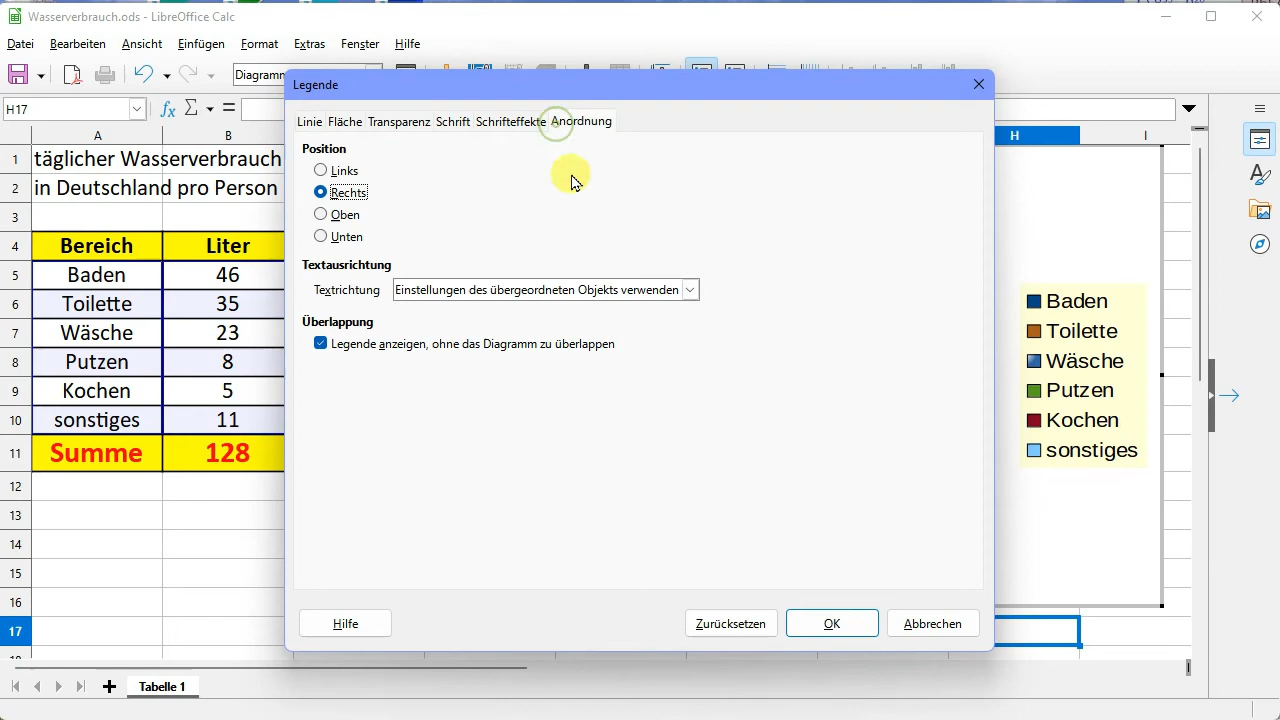 Wasserverbrauch.ods - LibreOffice Calc
Datei Bearbeiten Ansicht Einfügen Format Extras Fenster Hilfe
H17
Legende
Linie Fläche Transparenz Schrift Schrifteffekte Anordnung
Position
Links
Rechts
Oben
Unten
Textausrichtung
Textrichtung Einstellungen des übergeordneten Objekts verwenden
Überlappung
Legende anzeigen, ohne das Diagramm zu überlappen
Hilfe Zurücksetzen OK Abbrechen
A B H I
1 täglicher Wasserverbrauch
2 in Deutschland pro Person
3
4 Bereich Liter
5 Baden 46
6 Toilette 35
7 Wäsche 23
8 Putzen 8
9 Kochen 5
10 sonstiges 11
11 Summe 128
12
13
14
15
16
17
Baden
Toilette
Wäsche
Putzen
Kochen
sonstiges
Tabelle 1